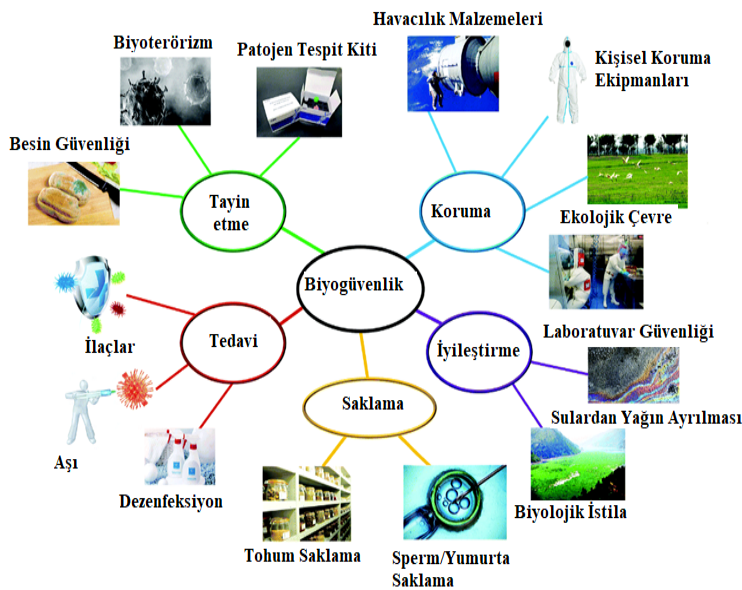 Havacılık Malzemeleri
Biyoterörizm
Patojen Tespit Kiti
Kişisel Koruma
Ekipmanları
Besin Güvenliği
Tayin
etme
Koruma
Ekolojik Çevre
Biyogüvenlik
İlaçlar
Tedavi
İyileştirme
Laboratuvar Güvenliği
Saklama
Sulardan Yağın Ayrılması
Aşı
Dezenfeksiyon
Biyolojik İstila
Tohum Saklama
Sperm/Yumurta
Saklama